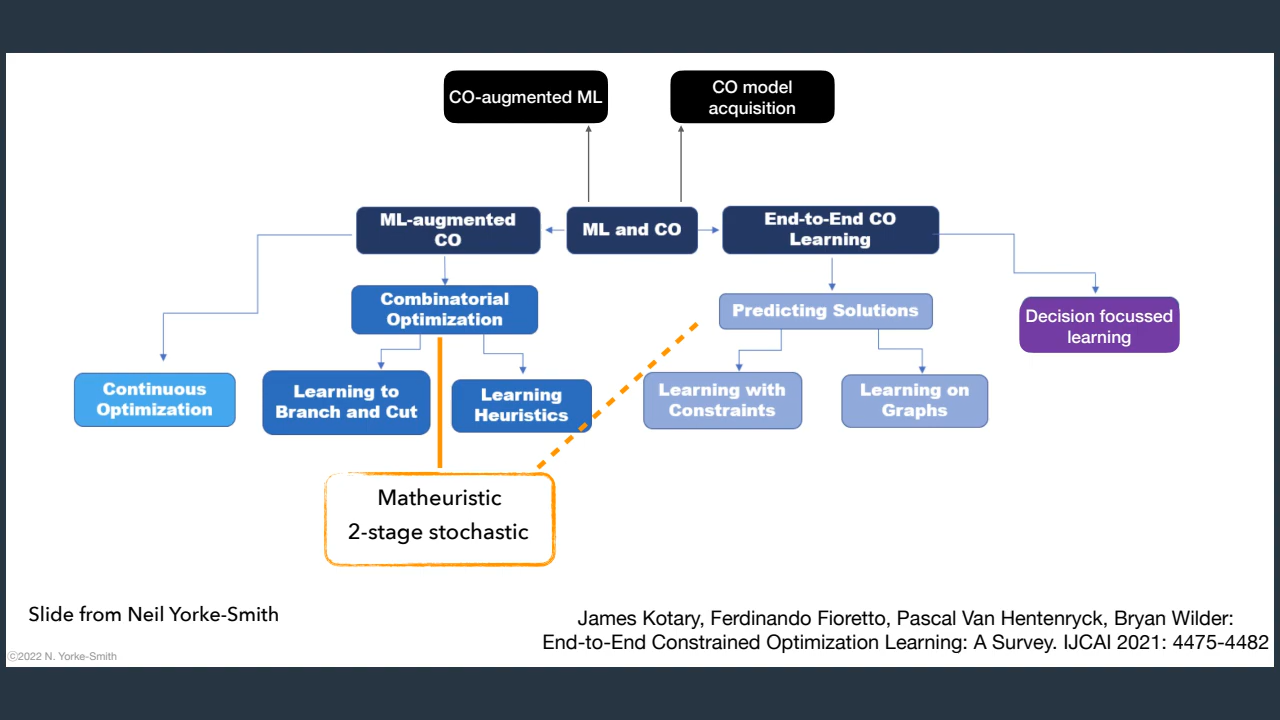 CO-augmented ML
CO model
acquisition
ML-augmented
CO
ML and CO
End-to-End CO
Learning
Combinatorial
Optimization
Predicting Solutions
Decision focussed
learning
Continuous
Optimization
Learning to
Branch and Cut
Learning
Heuristics
Learning with
Constraints
Learning on
Graphs
Matheuristic
2-stage stochastic
Slide from Neil Yorke-Smith
James Kotary, Ferdinando Fioretto, Pascal Van Hentenryck, Bryan Wilder:
End-to-End Constrained Optimization Learning: A Survey. IJCAI 2021: 4475-4482
©2022 N. Yorke-Smith